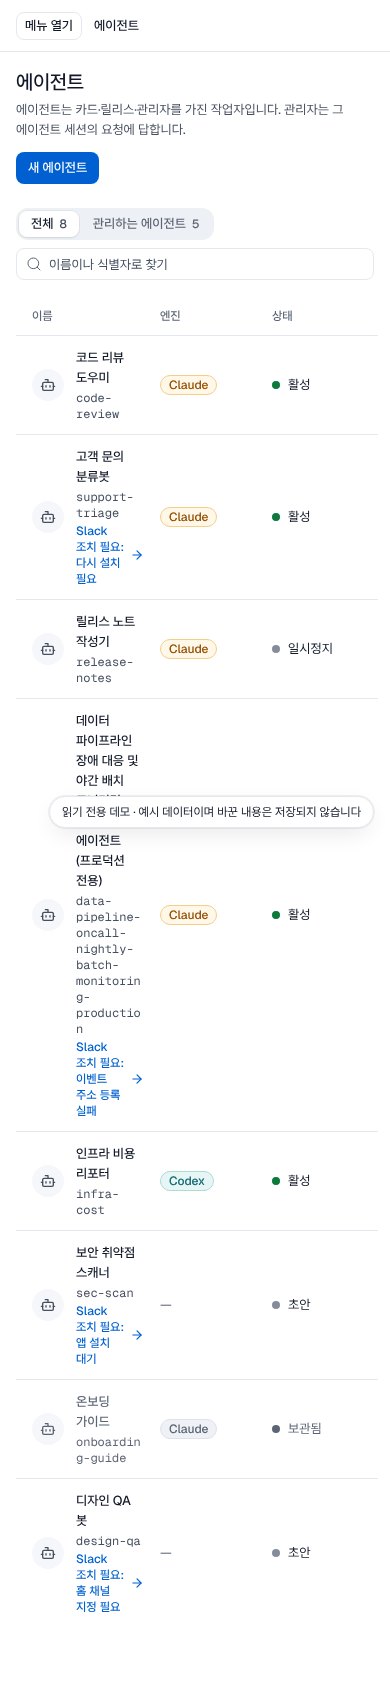 메뉴 열기
에이전트
에이전트
에이전트는 카드·릴리스·관리자를 가진 작업자입니다. 관리자는 그
에이전트 세션의 요청에 답합니다.
새 에이전트
전체 8
관리하는 에이전트 5
이름이나 식별자로 찾기
이름
엔진
상태
코드 리뷰
도우미
code-
review
Claude
활성
고객 문의
분류봇
support-
triage
Slack
조치 필요:
다시 설치
필요
Claude
활성
릴리스 노트
작성기
release-
notes
Claude
일시정지
데이터
파이프라인
장애 대응 및
야간 배치
읽기 전용 데모 · 예시 데이터이며 바꾼 내용은 저장되지 않습니다
에이전트
(프로덕션
전용)
data-
pipeline-
oncall-
nightly-
batch-
monitorin
g-
productio
n
Slack
조치 필요:
이벤트
주소 등록
실패
Claude
활성
인프라 비용
리포터
infra-
cost
Codex
활성
보안 취약점
스캐너
sec-scan
Slack
조치 필요:
앱 설치
대기
—
초안
온보딩
가이드
onboardin
g-guide
Claude
보관됨
디자인 QA
봇
design-qa
Slack
조치 필요:
홈 채널
지정 필요
—
초안